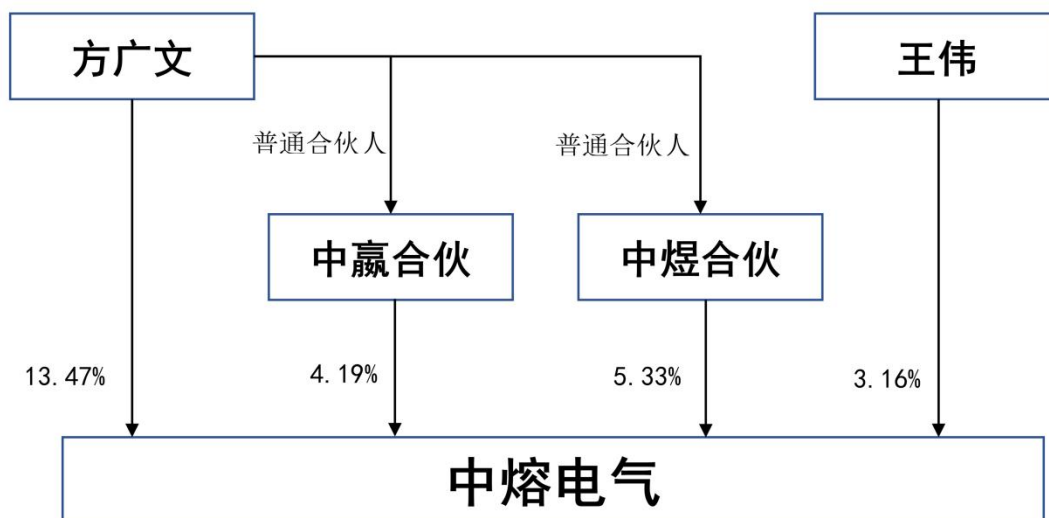 方广文
王伟
普通合伙人
普通合伙人
中嬴合伙
中煜合伙
13.47%
4.19%
5.33%
3.16%
中熔电气